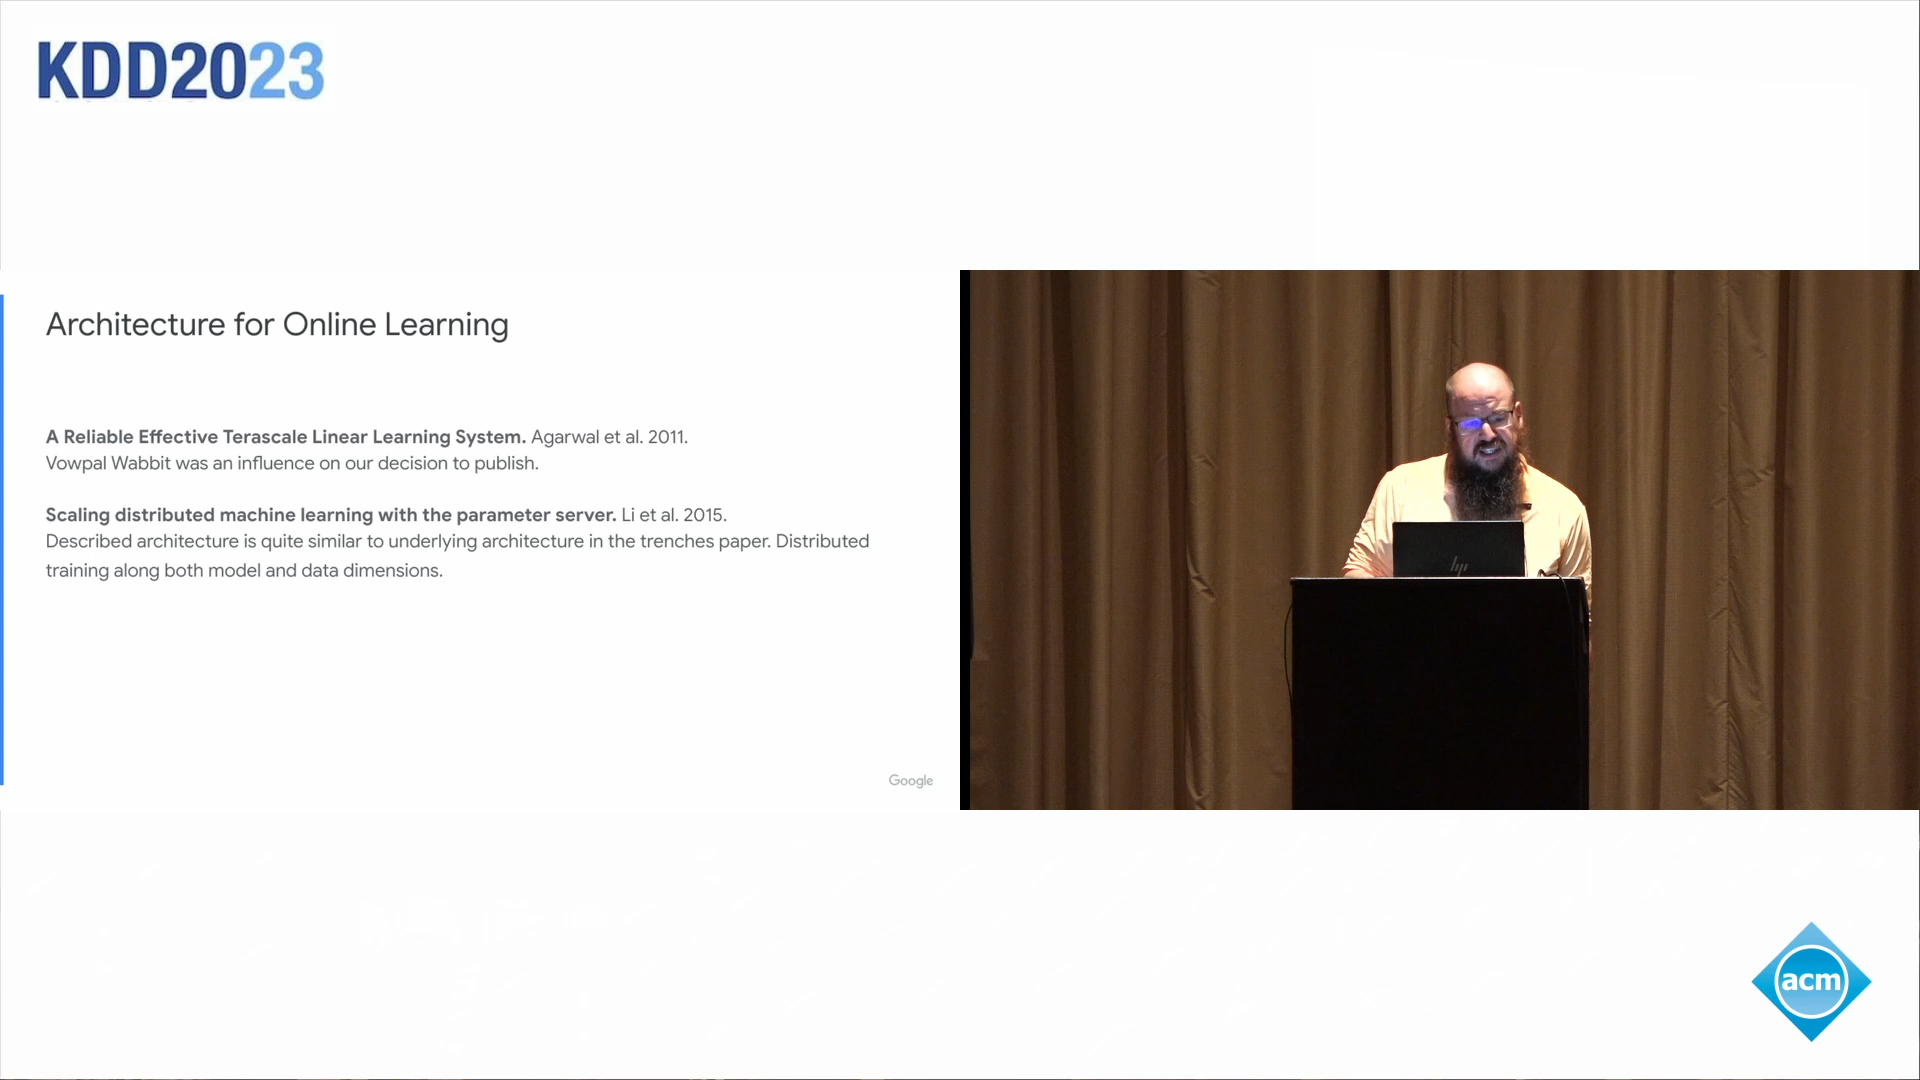 KDD2023
Architecture for Online Learning
A Reliable Effective Terascale Linear Learning System. Agarwal et al. 2011.
Vowpal Wabbit was an influence on our decision to publish.
Scaling distributed machine learning with the parameter server. Li et al. 2015.
Described architecture is quite similar to underlying architecture in the trenches paper. Distributed
training along both model and data dimensions.
Google
hp
acm